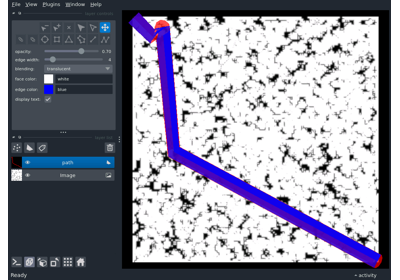 File View Plugins Window Help
opacity: 0.70
edge width: 4
blending: translucent
face color: white
edge color: blue
display text: ✓
path
Image
Ready
activity